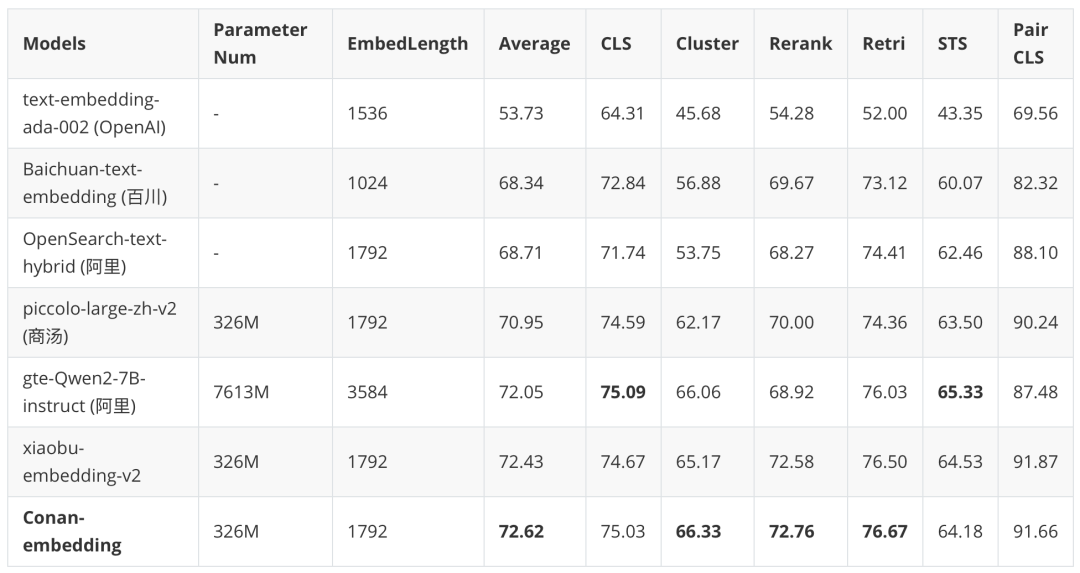 Models Parameter Num EmbedLength Average CLS Cluster Rerank Retri STS Pair CLS
text-embedding-ada-002 (OpenAI) - 1536 53.73 64.31 45.68 54.28 52.00 43.35 69.56
Baichuan-text-embedding (百川) - 1024 68.34 72.84 56.88 69.67 73.12 60.07 82.32
OpenSearch-text-hybrid (阿里) - 1792 68.71 71.74 53.75 68.27 74.41 62.46 88.10
piccolo-large-zh-v2 (商汤) 326M 1792 70.95 74.59 62.17 70.00 74.36 63.50 90.24
gte-Qwen2-7B-instruct (阿里) 7613M 3584 72.05 75.09 66.06 68.92 76.03 65.33 87.48
xiaobu-embedding-v2 326M 1792 72.43 74.67 65.17 72.58 76.50 64.53 91.87
Conan-embedding 326M 1792 72.62 75.03 66.33 72.76 76.67 64.18 91.66